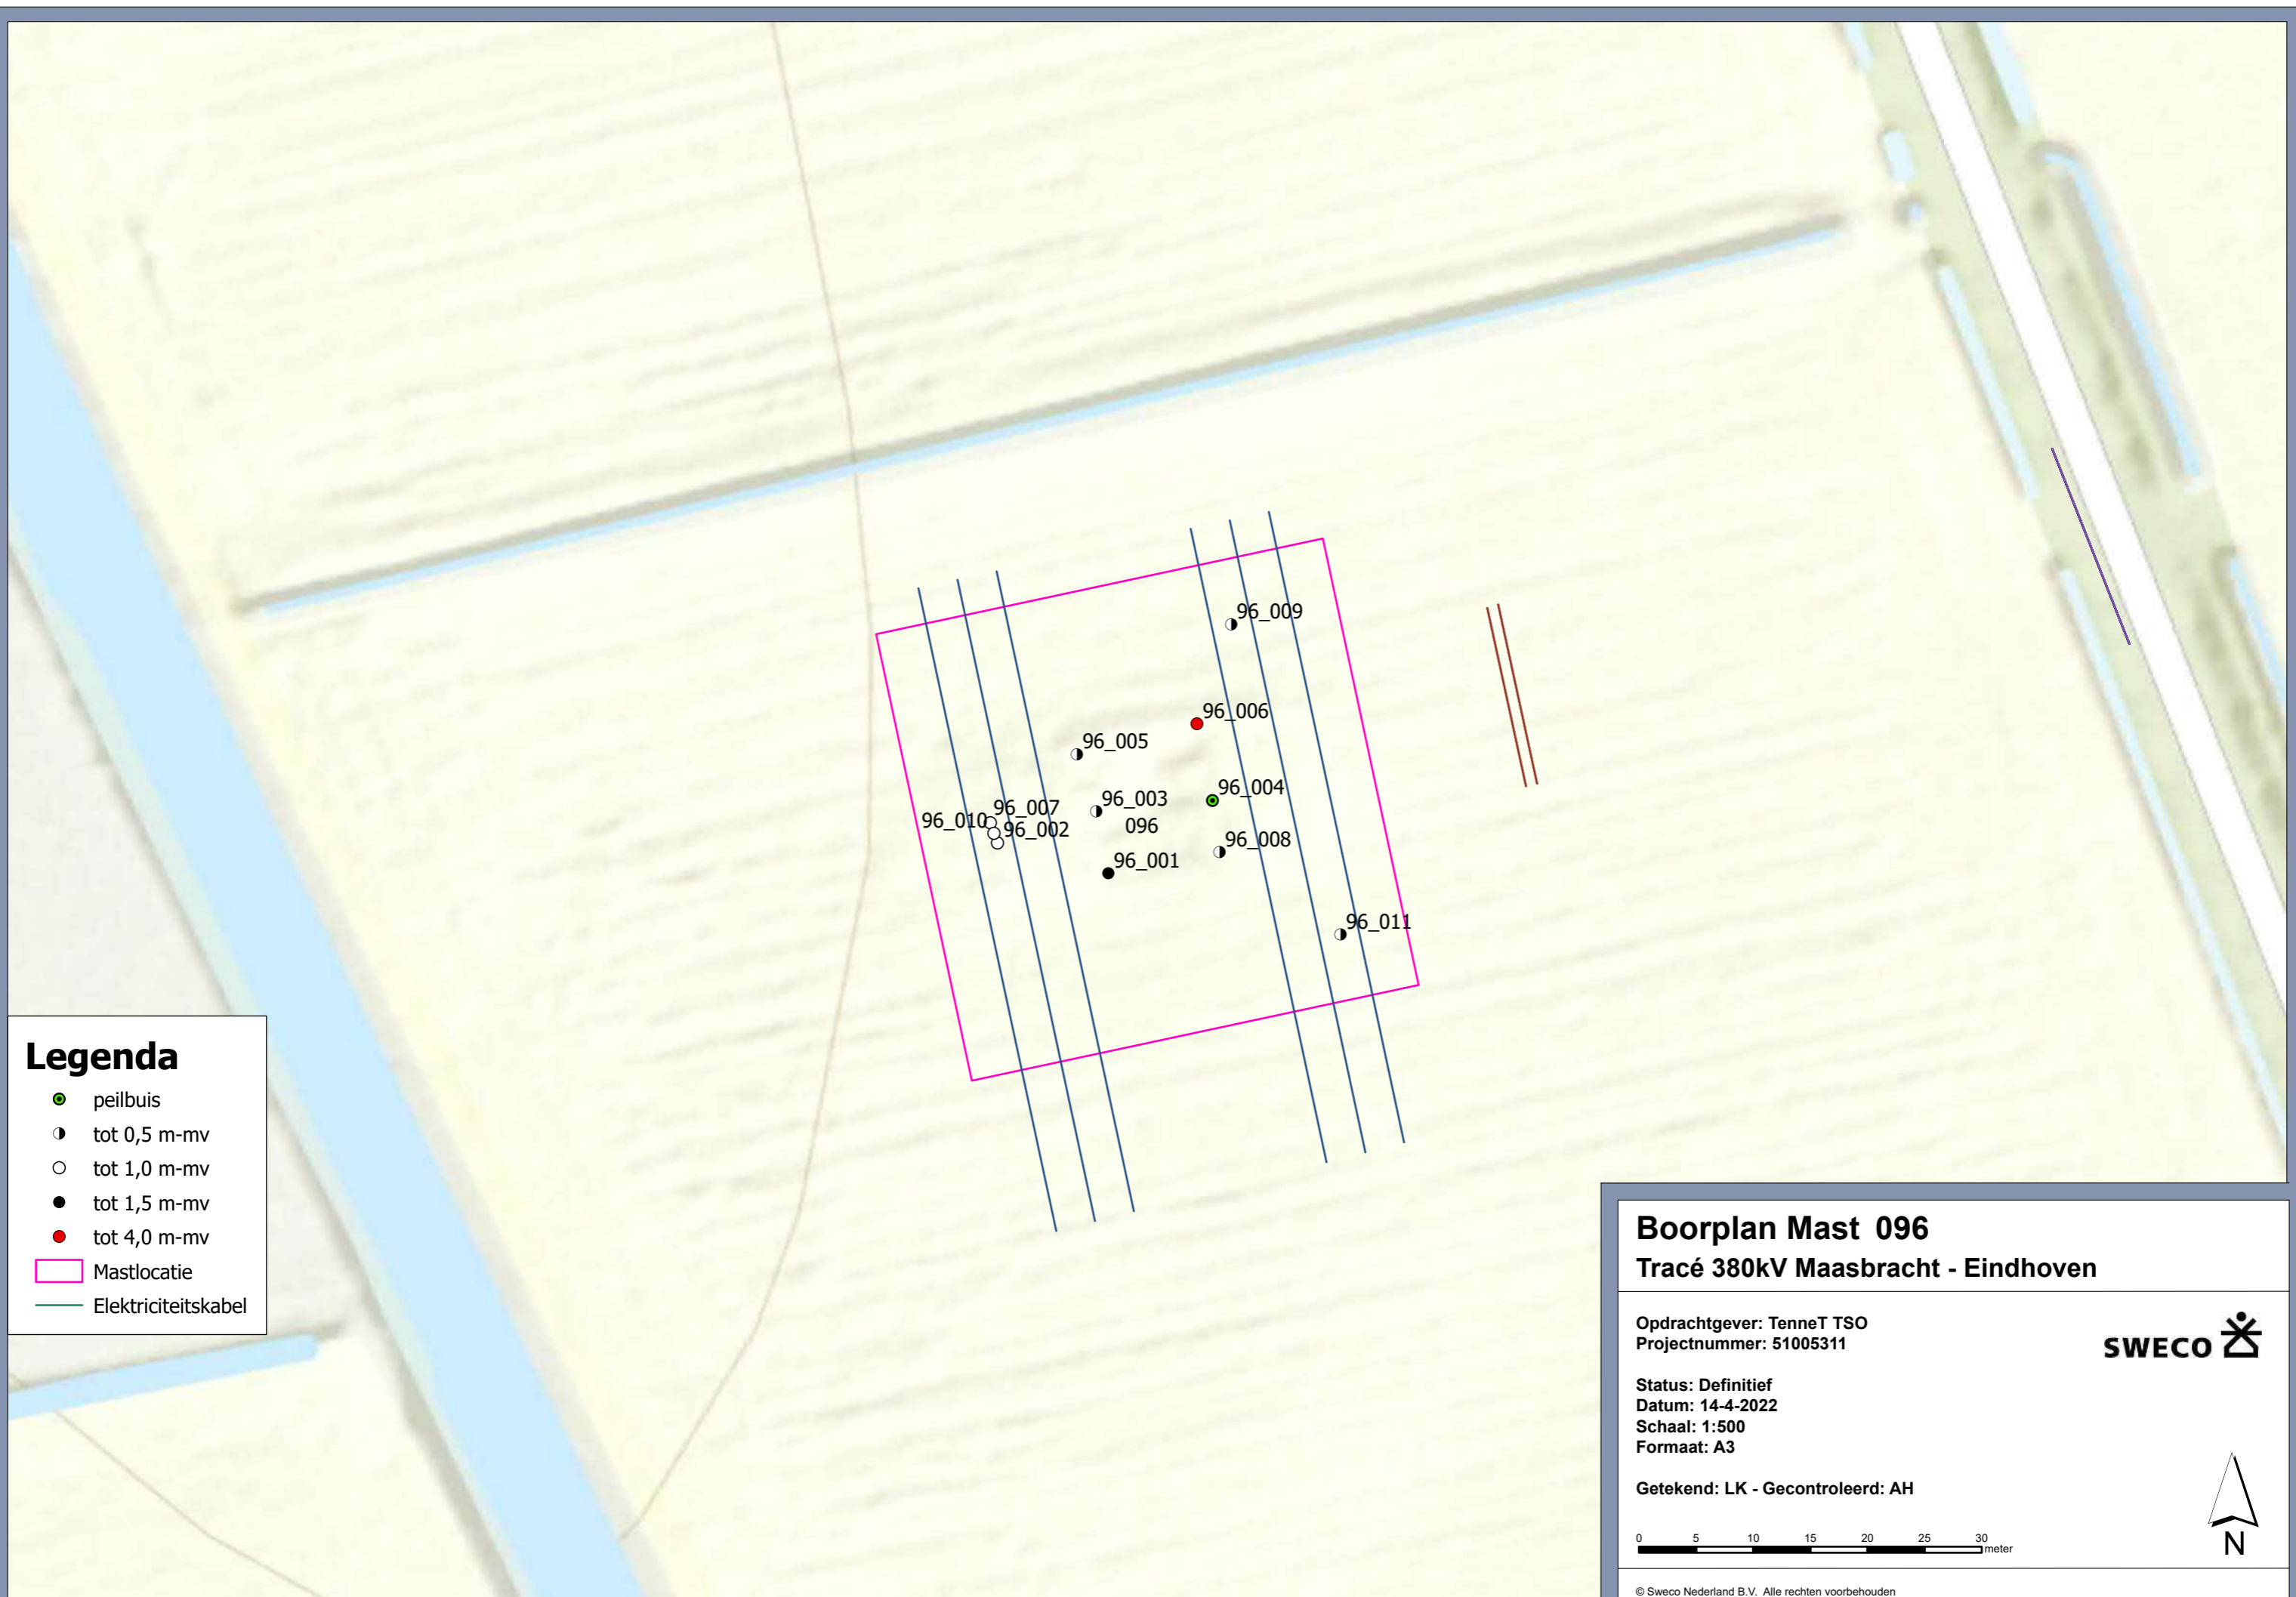 96_009
96_006
96_005
96_004
96_003
96_007
96_010
096
96_002
96_008
96_001
96_011
Legenda
peilbuis
tot 0,5 m-mv
tot 1,0 m-mv
tot 1,5 m-mv
tot 4,0 m-mv
Mastlocatie
Elektriciteitskabel
Boorplan Mast 096
Tracé 380kV Maasbracht - Eindhoven
Opdrachtgever: TenneT TSO
Projectnummer: 51005311
SWECO
Status: Definitief
Datum: 14-4-2022
Schaal: 1:500
Formaat: A3
Getekend: LK - Gecontroleerd: AH
0 5 10 15 20 25 30
meter
N
© Sweco Nederland B.V. Alle rechten voorbehouden